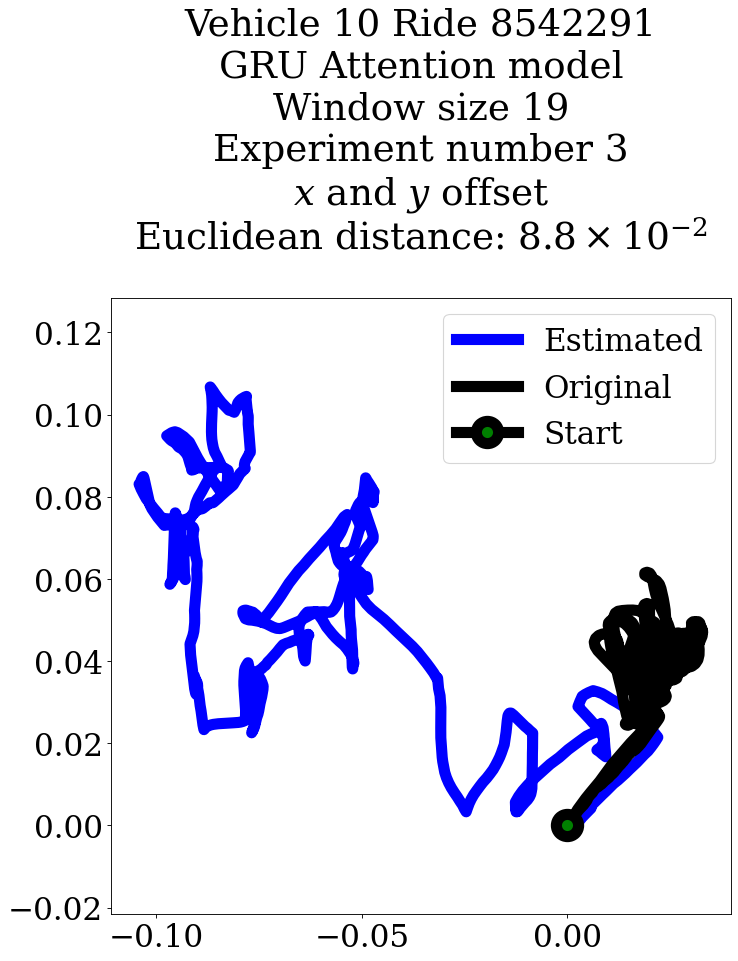 Vehicle 10 Ride 8542291
GRU Attention model
Window size 19
Experiment number 3
x and y offset
Euclidean distance: 8.8 × 10⁻²
Estimated
Original
Start
0.12
0.10
0.08
0.06
0.04
0.02
0.00
−0.02
−0.10
−0.05
0.00